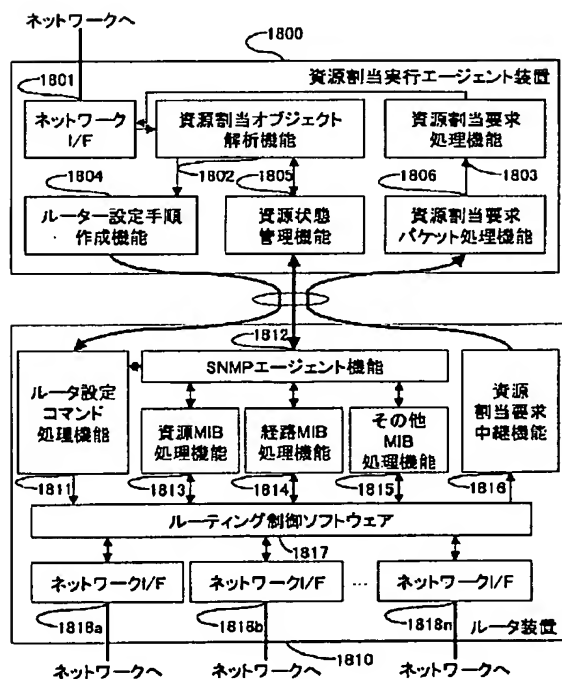 ネットワークへ
1800
1801
資源割当実行エージェント装置
ネットワーク
I/F
資源割当オブジェクト
解析機能
資源割当要求
処理機能
1804
1802
1805
1806
1803
ルーター設定手順
作成機能
資源状態
管理機能
資源割当要求
パケット処理機能
1812
SNMPエージェント機能
ルータ設定
コマンド
処理機能
資源
割当要求
中継機能
資源MIB
処理機能
経路MIB
処理機能
その他
MIB
処理機能
1811
1813
1814
1815
1816
ルーティング制御ソフトウェア
1817
ネットワークI/F
ネットワークI/F
…
ネットワークI/F
1818a
1818b
1818n
ルータ装置
ネットワークへ
ネットワークへ
1810
ネットワークへ